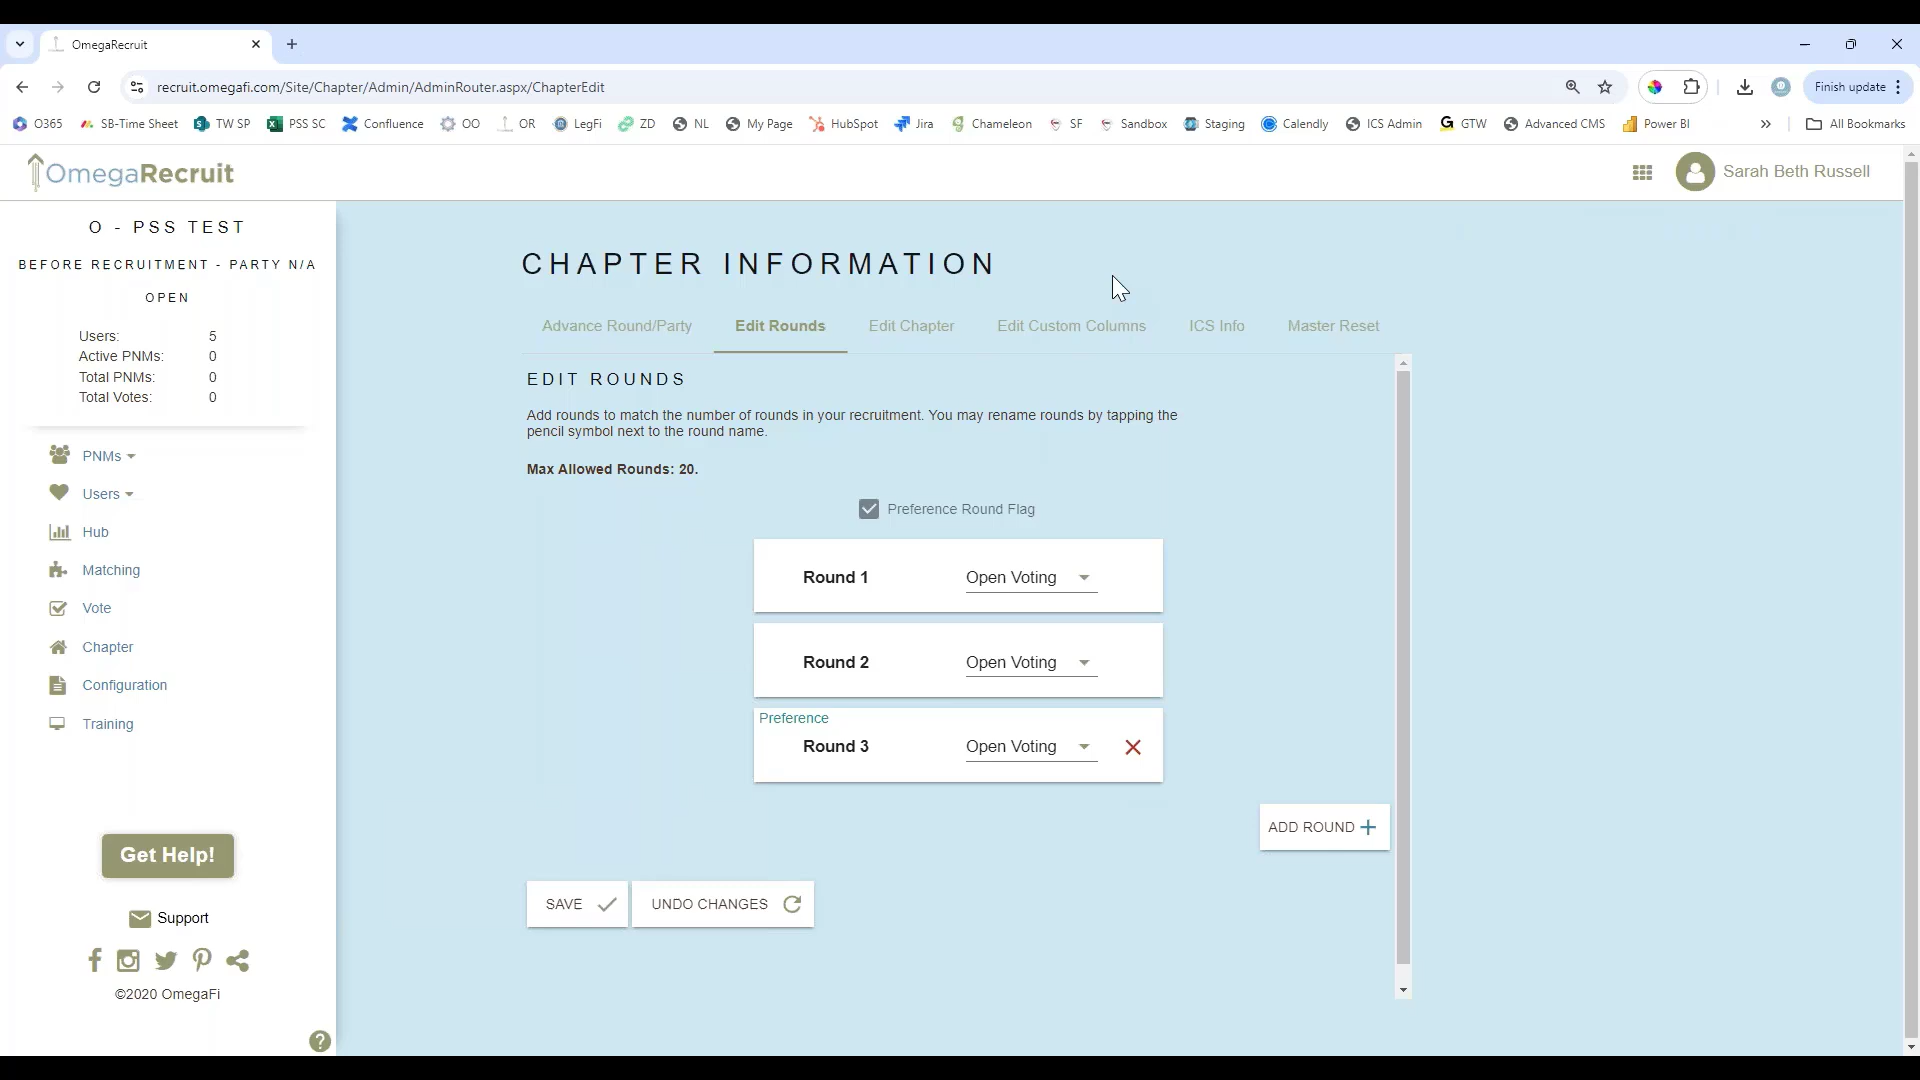 OmegaRecruit
recruit.omegafi.com/Site/Chapter/Admin/AdminRouter.aspx/ChapterEdit
Finish update
O365
SB-Time Sheet
TW SP
PSS SC
Confluence
OO
OR
LegFi
ZD
NL
My Page
HubSpot
Jira
Chameleon
SF
Sandbox
Staging
Calendly
ICS Admin
GTW
Advanced CMS
Power BI
All Bookmarks
OmegaRecruit
Sarah Beth Russell
O - PSS TEST
BEFORE RECRUITMENT - PARTY N/A
OPEN
Users: 5
Active PNMs: 0
Total PNMs: 0
Total Votes: 0
PNMs
Users
Hub
Matching
Vote
Chapter
Configuration
Training
Get Help!
Support
©2020 OmegaFi
CHAPTER INFORMATION
Advance Round/Party
Edit Rounds
Edit Chapter
Edit Custom Columns
ICS Info
Master Reset
EDIT ROUNDS
Add rounds to match the number of rounds in your recruitment. You may rename rounds by tapping the
pencil symbol next to the round name.
Max Allowed Rounds: 20.
Preference Round Flag
Round 1 Open Voting
Round 2 Open Voting
Preference
Round 3 Open Voting
ADD ROUND
SAVE
UNDO CHANGES